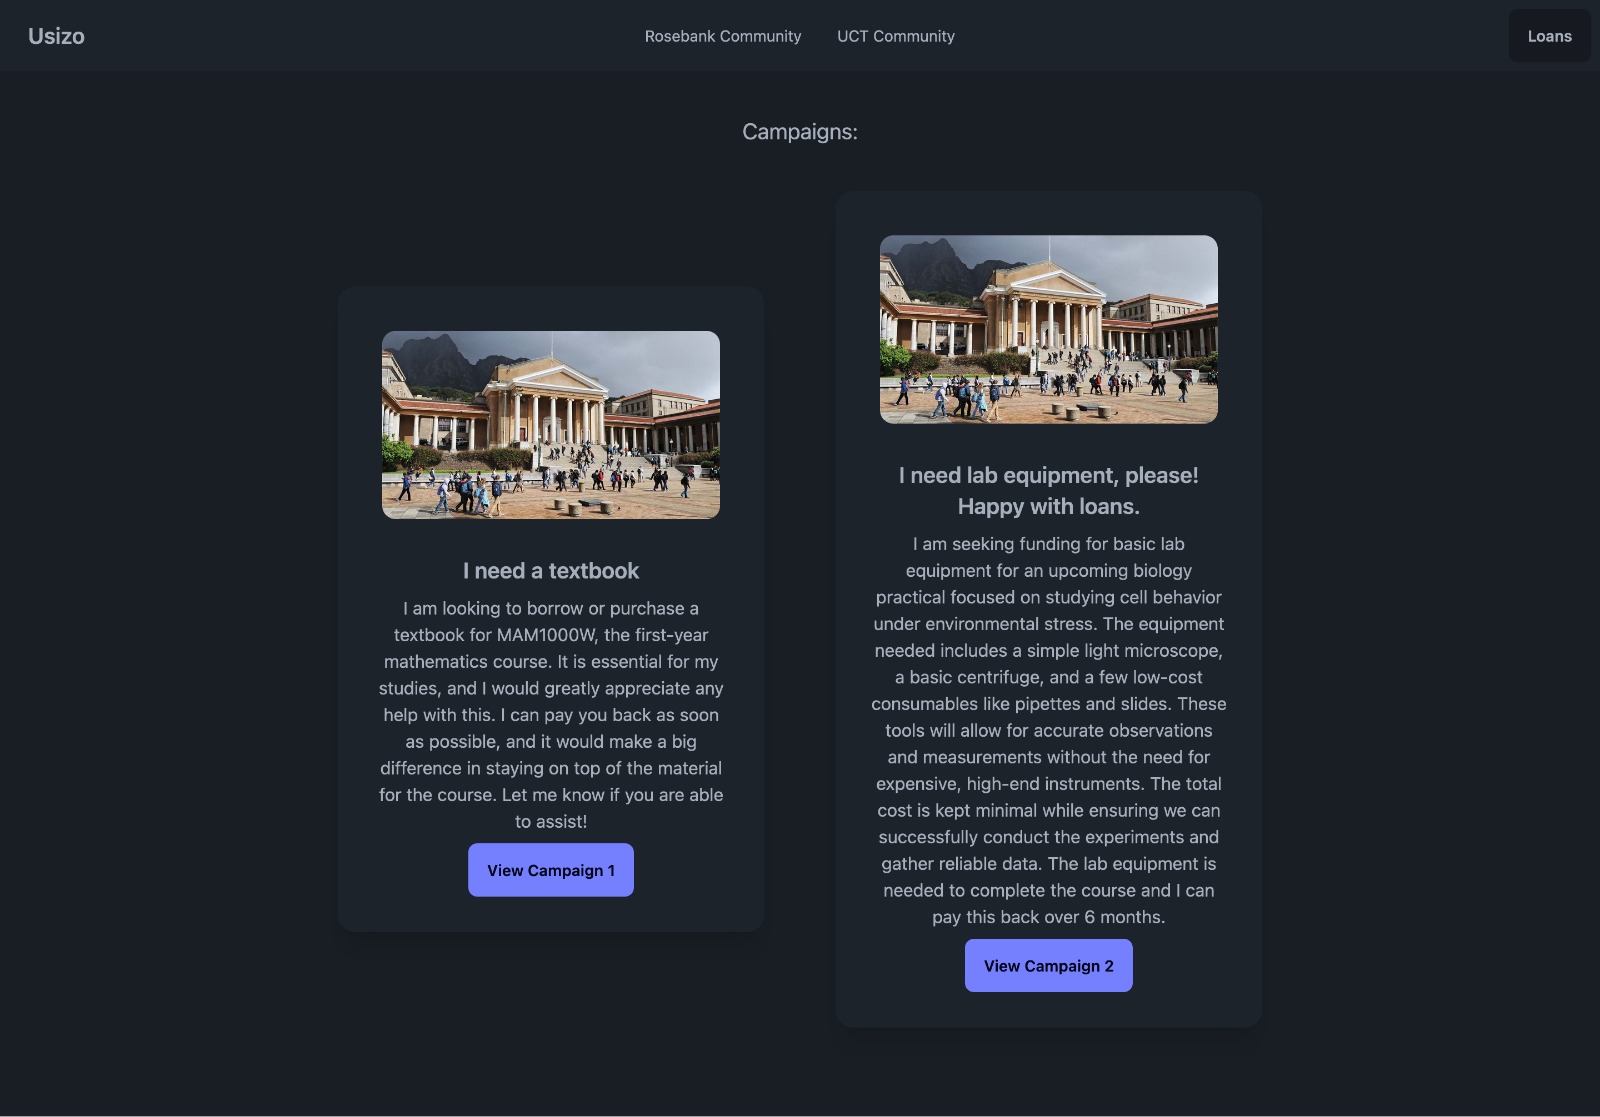 Usizo
Rosebank Community
UCT Community
Loans
Campaigns:
I need a textbook
I am looking to borrow or purchase a
textbook for MAM1000W, the first-year
mathematics course. It is essential for my
studies, and I would greatly appreciate any
help with this. I can pay you back as soon
as possible, and it would make a big
difference in staying on top of the material
for the course. Let me know if you are able
to assist!
View Campaign 1
I need lab equipment, please!
Happy with loans.
I am seeking funding for basic lab
equipment for an upcoming biology
practical focused on studying cell behavior
under environmental stress. The equipment
needed includes a simple light microscope,
a basic centrifuge, and a few low-cost
consumables like pipettes and slides. These
tools will allow for accurate observations
and measurements without the need for
expensive, high-end instruments. The total
cost is kept minimal while ensuring we can
successfully conduct the experiments and
gather reliable data. The lab equipment is
needed to complete the course and I can
pay this back over 6 months.
View Campaign 2